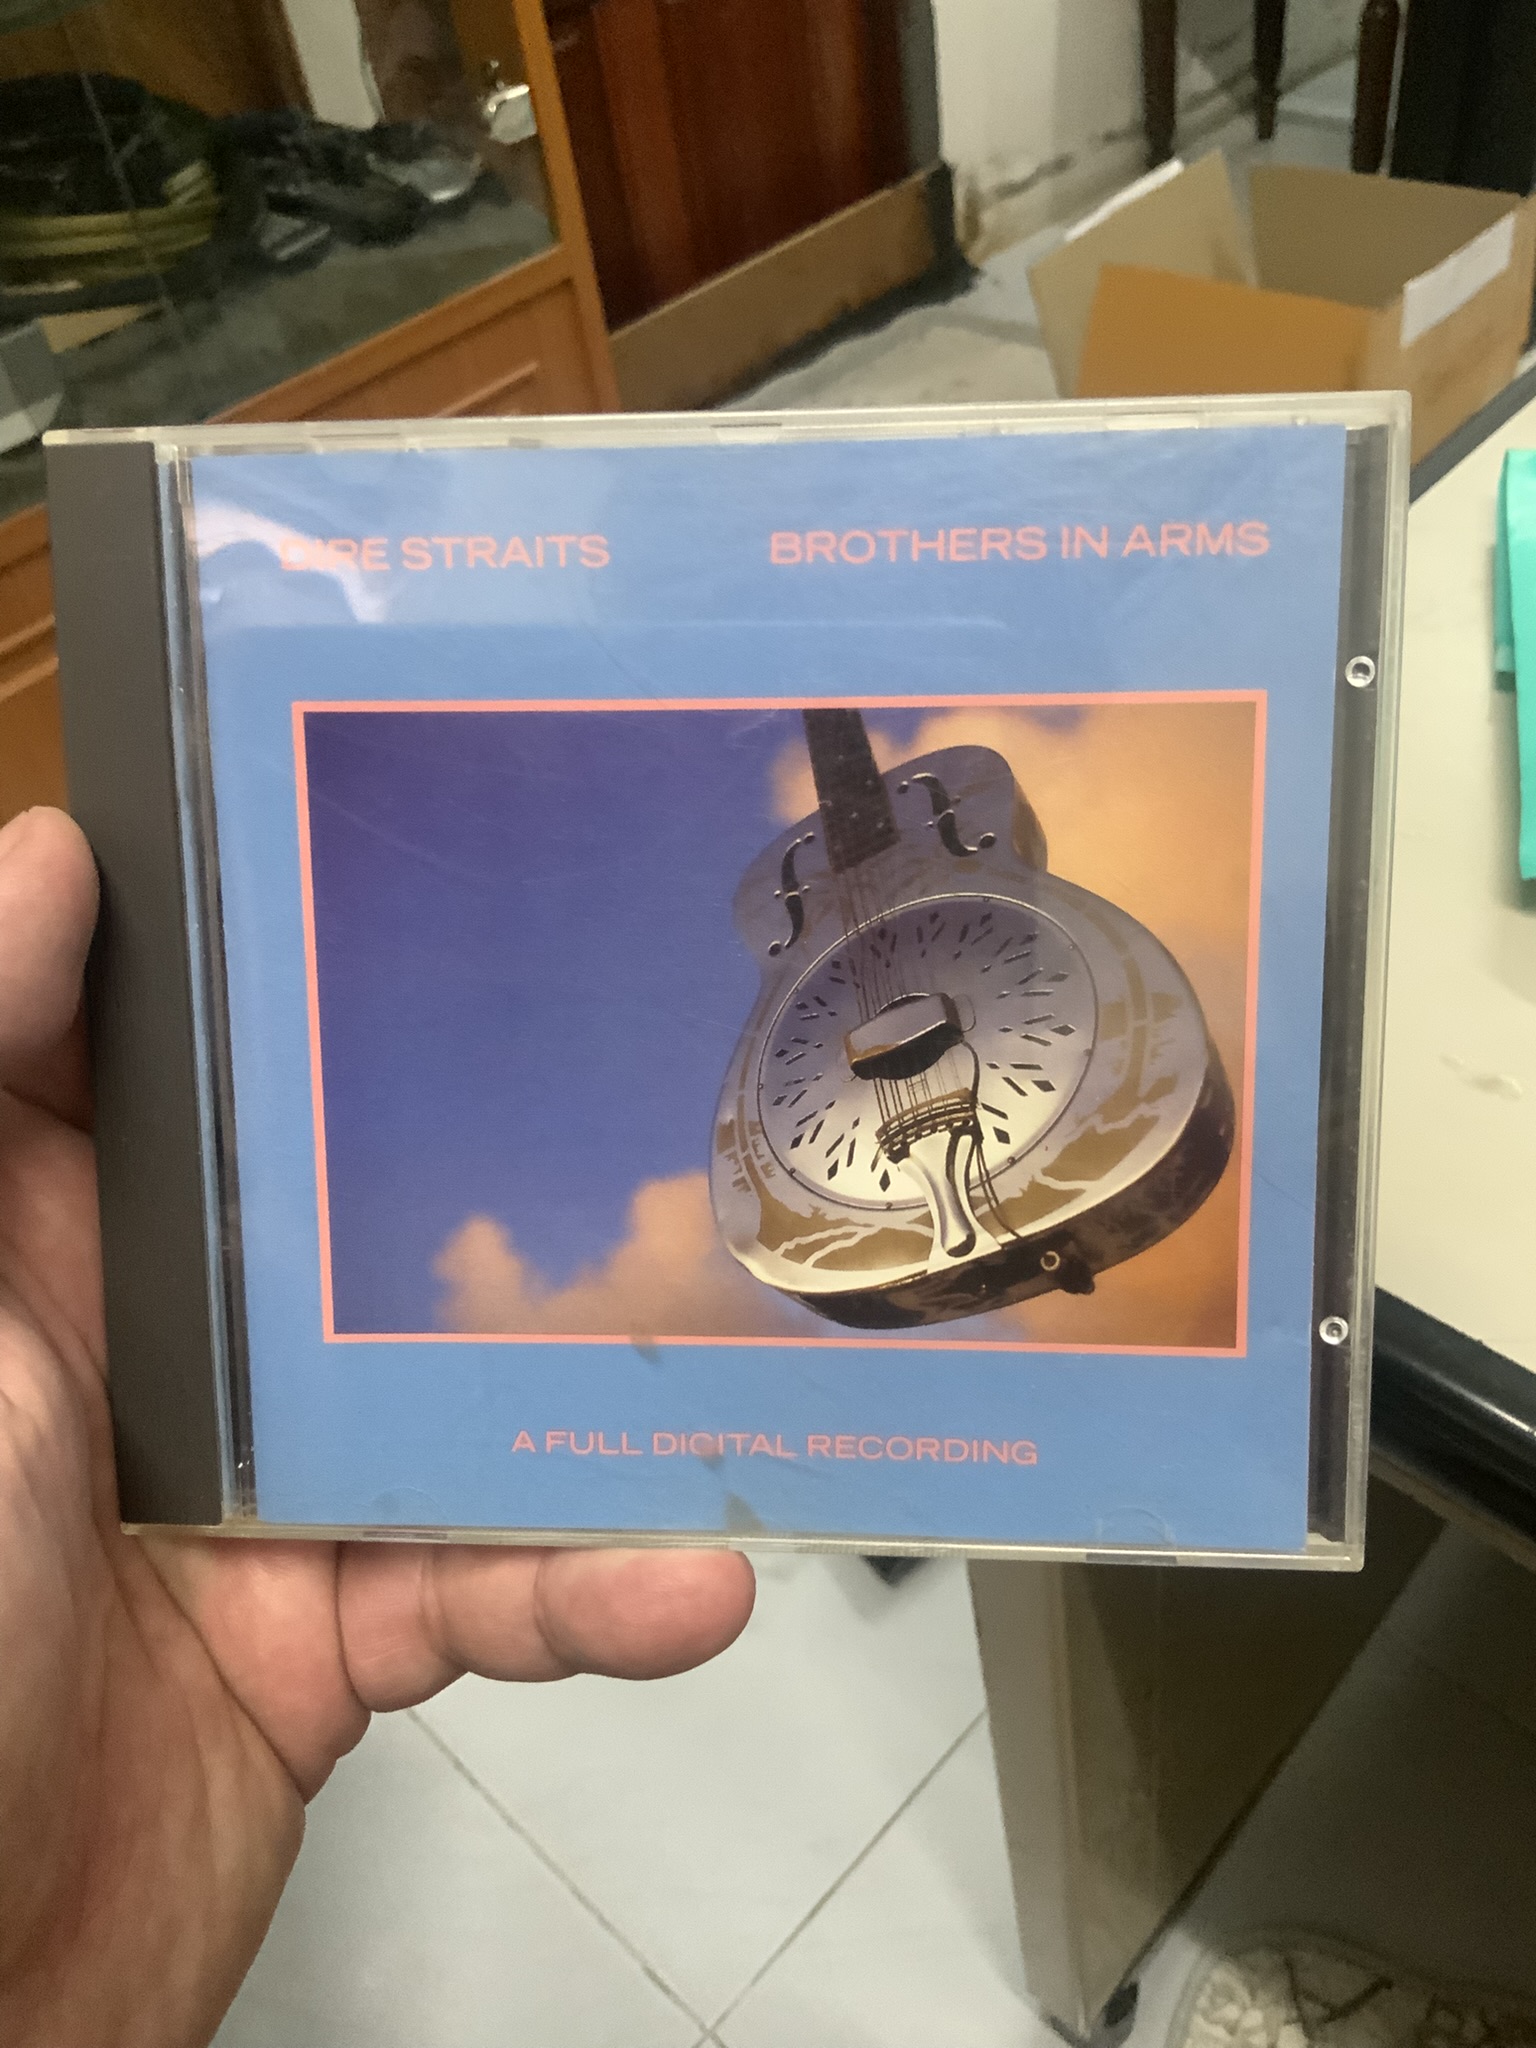 DIRE STRAITS BROTHERS IN ARMS
A FULL DIGITAL RECORDING